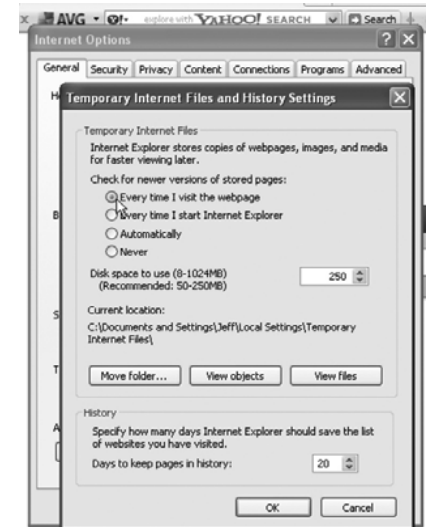 AVG explore with YAHOO! SEARCH Search
Internet Options
General Security Privacy Content Connections Programs Advanced
Temporary Internet Files and History Settings
Temporary Internet Files
Internet Explorer stores copies of webpages, images, and media
for faster viewing later.
Check for newer versions of stored pages:
Every time I visit the webpage
Every time I start Internet Explorer
Automatically
Never
Disk space to use (8-1024MB) 250
(Recommended: 50-250MB)
Current location:
C:\Documents and Settings\Jeff\Local Settings\Temporary
Internet Files\
Move folder... View objects View files
History
Specify how many days Internet Explorer should save the list
of websites you have visited.
Days to keep pages in history: 20
OK Cancel